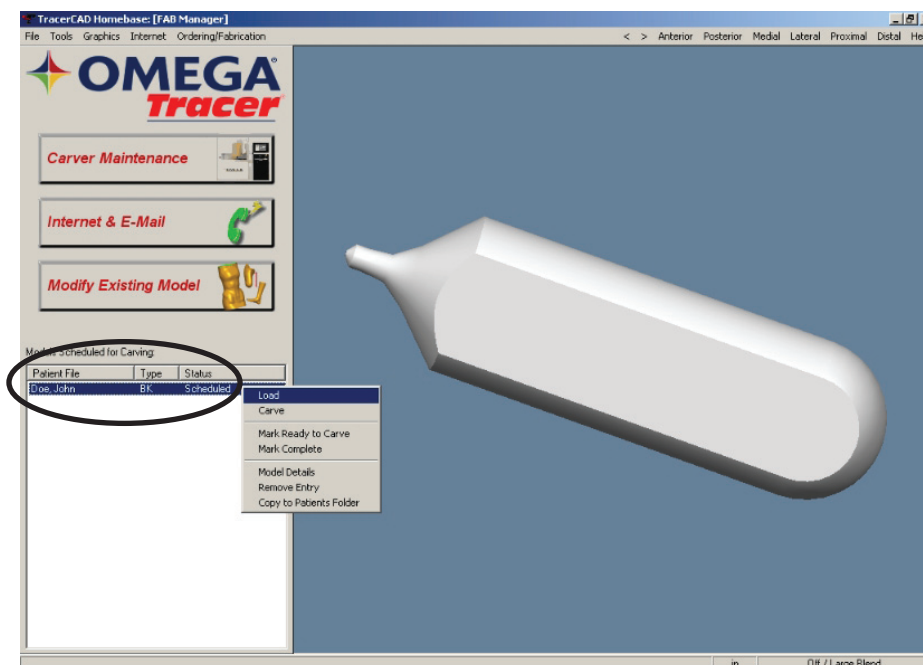 TracerCAD Homebase: [FAB Manager]
File Tools Graphics Internet Ordering/Fabrication < > Anterior Posterior Medial Lateral Proximal Distal He
OMEGA
Tracer
Carver Maintenance
Internet & E-Mail
Modify Existing Model
Models Scheduled for Carving:
Patient File Type Status
Doe, John BK Scheduled
Load
Carve
Mark Ready to Carve
Mark Complete
Model Details
Remove Entry
Copy to Patients Folder
in Off / Large Blend